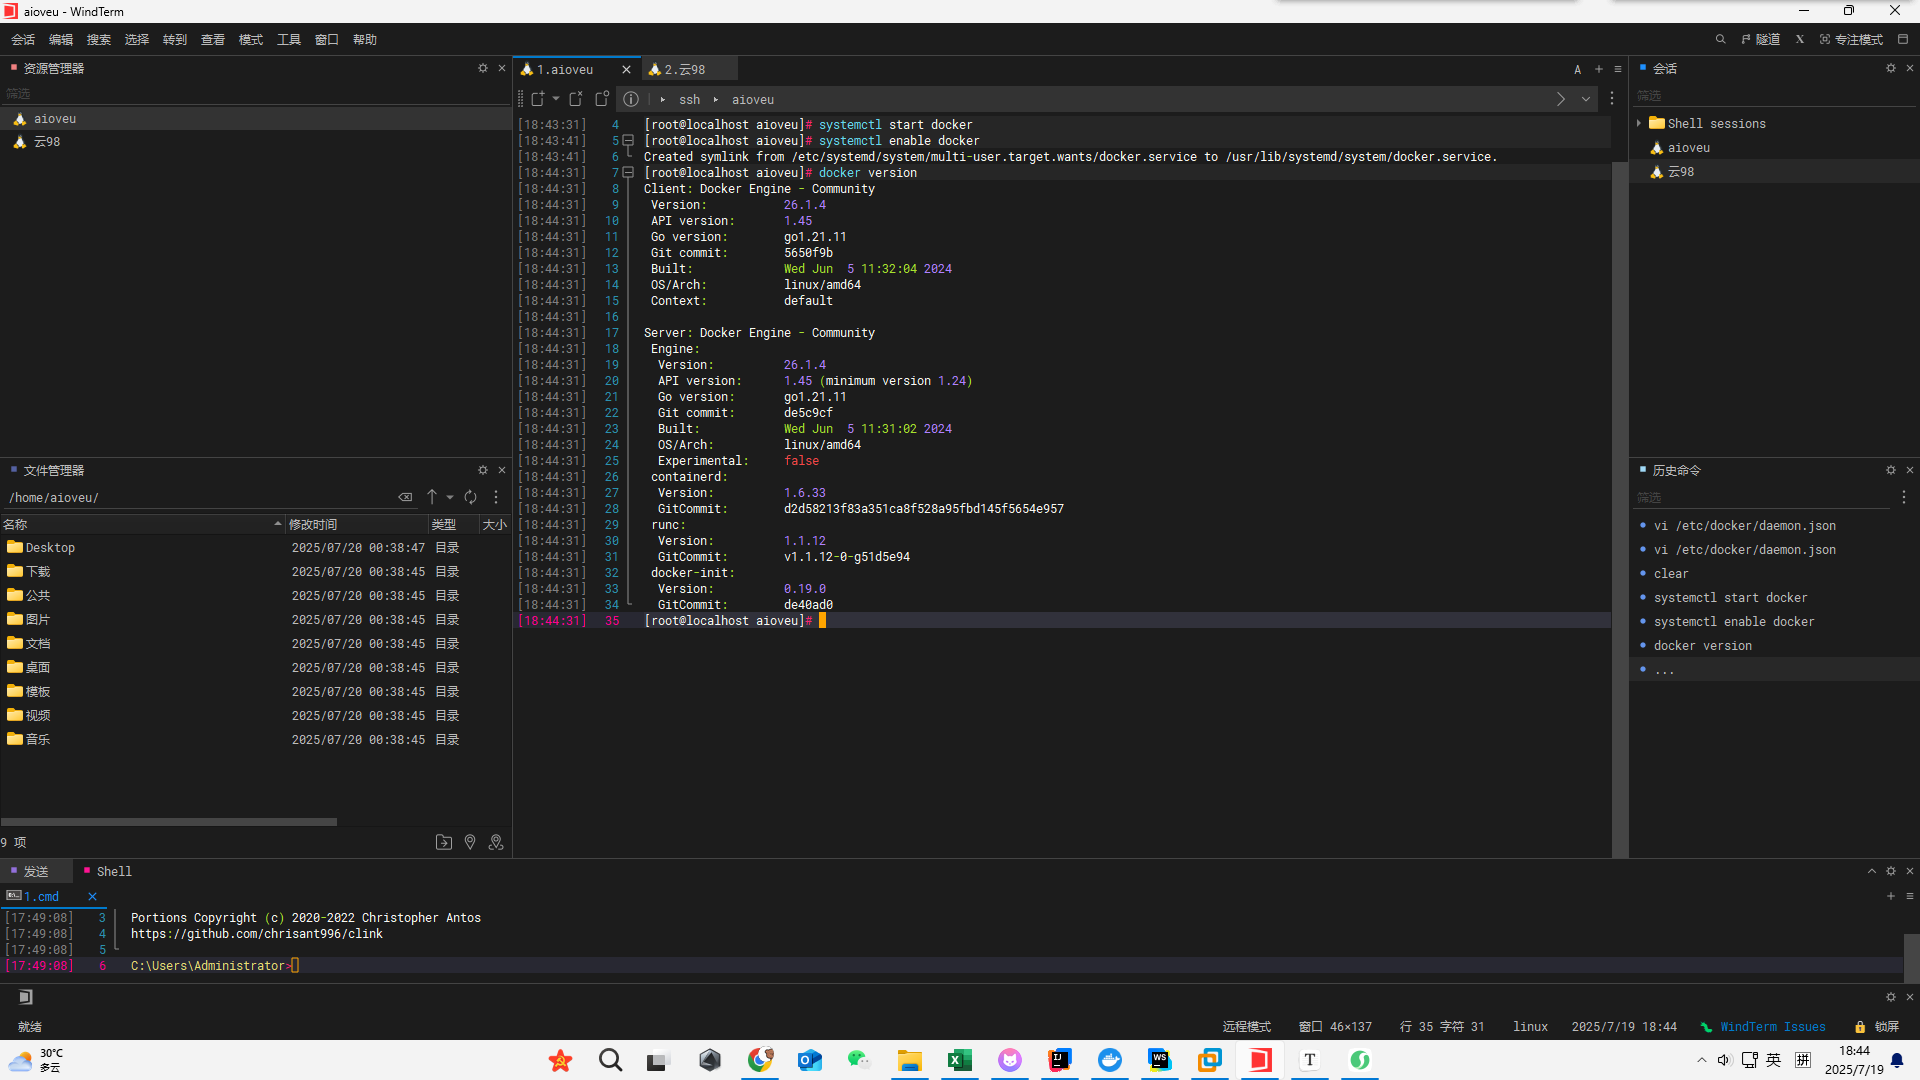 aioveu - WindTerm
会话 编辑 搜索 选择 转到 查看 模式 工具 窗口 帮助
隧道 X 专注模式
资源管理器
筛选
aioveu
云98
1.aioveu
2.云98
A
ssh aioveu
[18:43:31] 4 [root@localhost aioveu]# systemctl start docker
[18:43:41] 5 [root@localhost aioveu]# systemctl enable docker
[18:43:41] 6 Created symlink from /etc/systemd/system/multi-user.target.wants/docker.service to /usr/lib/systemd/system/docker.service.
[18:44:31] 7 [root@localhost aioveu]# docker version
[18:44:31] 8 Client: Docker Engine - Community
[18:44:31] 9 Version: 26.1.4
[18:44:31] 10 API version: 1.45
[18:44:31] 11 Go version: go1.21.11
[18:44:31] 12 Git commit: 5650f9b
[18:44:31] 13 Built: Wed Jun  5 11:32:04 2024
[18:44:31] 14 OS/Arch: linux/amd64
[18:44:31] 15 Context: default
[18:44:31] 16
[18:44:31] 17 Server: Docker Engine - Community
[18:44:31] 18 Engine:
[18:44:31] 19 Version: 26.1.4
[18:44:31] 20 API version: 1.45 (minimum version 1.24)
[18:44:31] 21 Go version: go1.21.11
[18:44:31] 22 Git commit: de5c9cf
[18:44:31] 23 Built: Wed Jun  5 11:31:02 2024
[18:44:31] 24 OS/Arch: linux/amd64
[18:44:31] 25 Experimental: false
[18:44:31] 26 containerd:
[18:44:31] 27 Version: 1.6.33
[18:44:31] 28 GitCommit: d2d58213f83a351ca8f528a95fbd145f5654e957
[18:44:31] 29 runc:
[18:44:31] 30 Version: 1.1.12
[18:44:31] 31 GitCommit: v1.1.12-0-g51d5e94
[18:44:31] 32 docker-init:
[18:44:31] 33 Version: 0.19.0
[18:44:31] 34 GitCommit: de40ad0
[18:44:31] 35 [root@localhost aioveu]#
会话
筛选
Shell sessions
aioveu
云98
文件管理器
/home/aioveu/
名称 修改时间 类型 大小
Desktop 2025/07/20 00:38:47 目录
下载 2025/07/20 00:38:45 目录
公共 2025/07/20 00:38:45 目录
图片 2025/07/20 00:38:45 目录
文档 2025/07/20 00:38:45 目录
桌面 2025/07/20 00:38:45 目录
模板 2025/07/20 00:38:45 目录
视频 2025/07/20 00:38:45 目录
音乐 2025/07/20 00:38:45 目录
9 项
历史命令
筛选
vi /etc/docker/daemon.json
vi /etc/docker/daemon.json
clear
systemctl start docker
systemctl enable docker
docker version
...
发送 Shell
1.cmd
[17:49:08] 3 Portions Copyright (c) 2020-2022 Christopher Antos
[17:49:08] 4 https://github.com/chrisant996/clink
[17:49:08] 5
[17:49:08] 6 C:\Users\Administrator>
就绪
远程模式 窗口 46×137 行 35 字符 31 linux 2025/7/19 18:44 WindTerm Issues 锁屏
30°C
多云
英 拼
18:44
2025/7/19